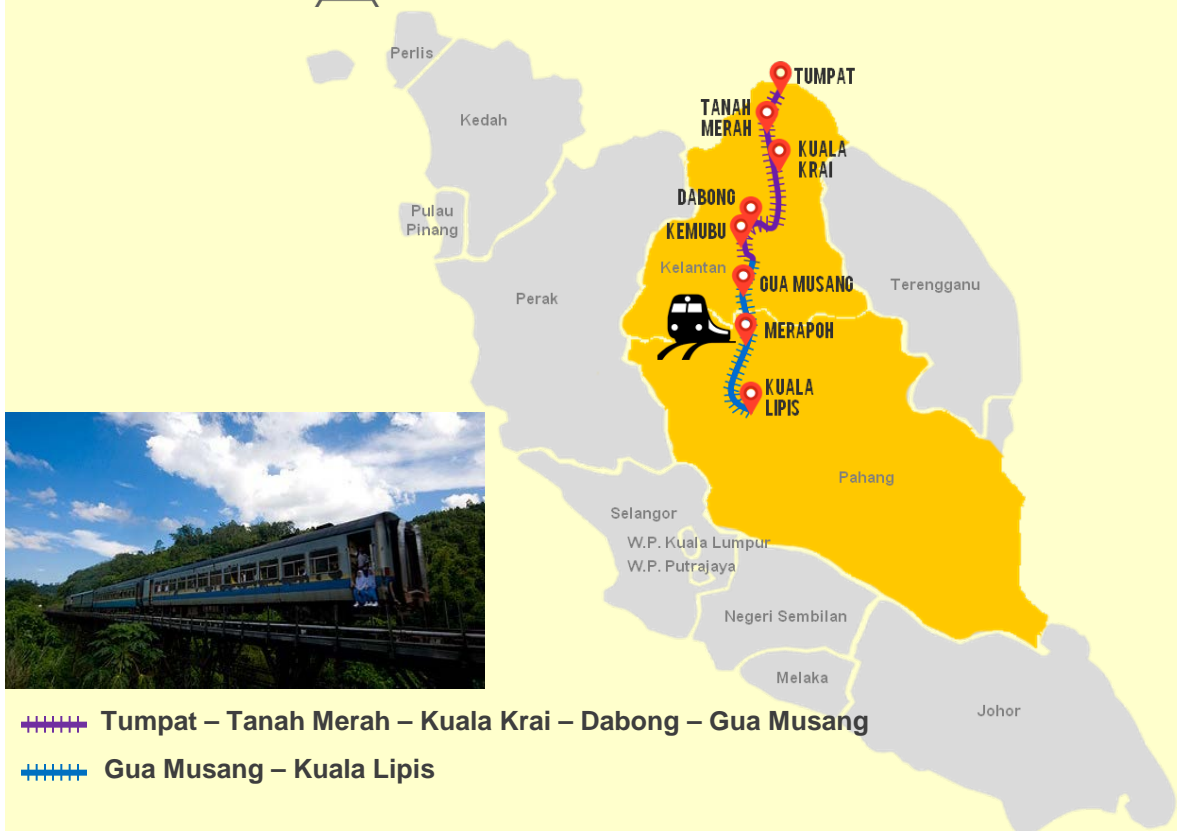 Perlis
TUMPAT
TANAH
MERAH
Kedah
KUALA
KRAI
DABONG
Pulau
Pinang
KEMUBU
Kelantan
GUA MUSANG
Terengganu
Perak
MERAPOH
KUALA
LIPIS
Pahang
Selangor
W.P. Kuala Lumpur
W.P. Putrajaya
Negeri Sembilan
Melaka
Johor
Tumpat – Tanah Merah – Kuala Krai – Dabong – Gua Musang
Gua Musang – Kuala Lipis